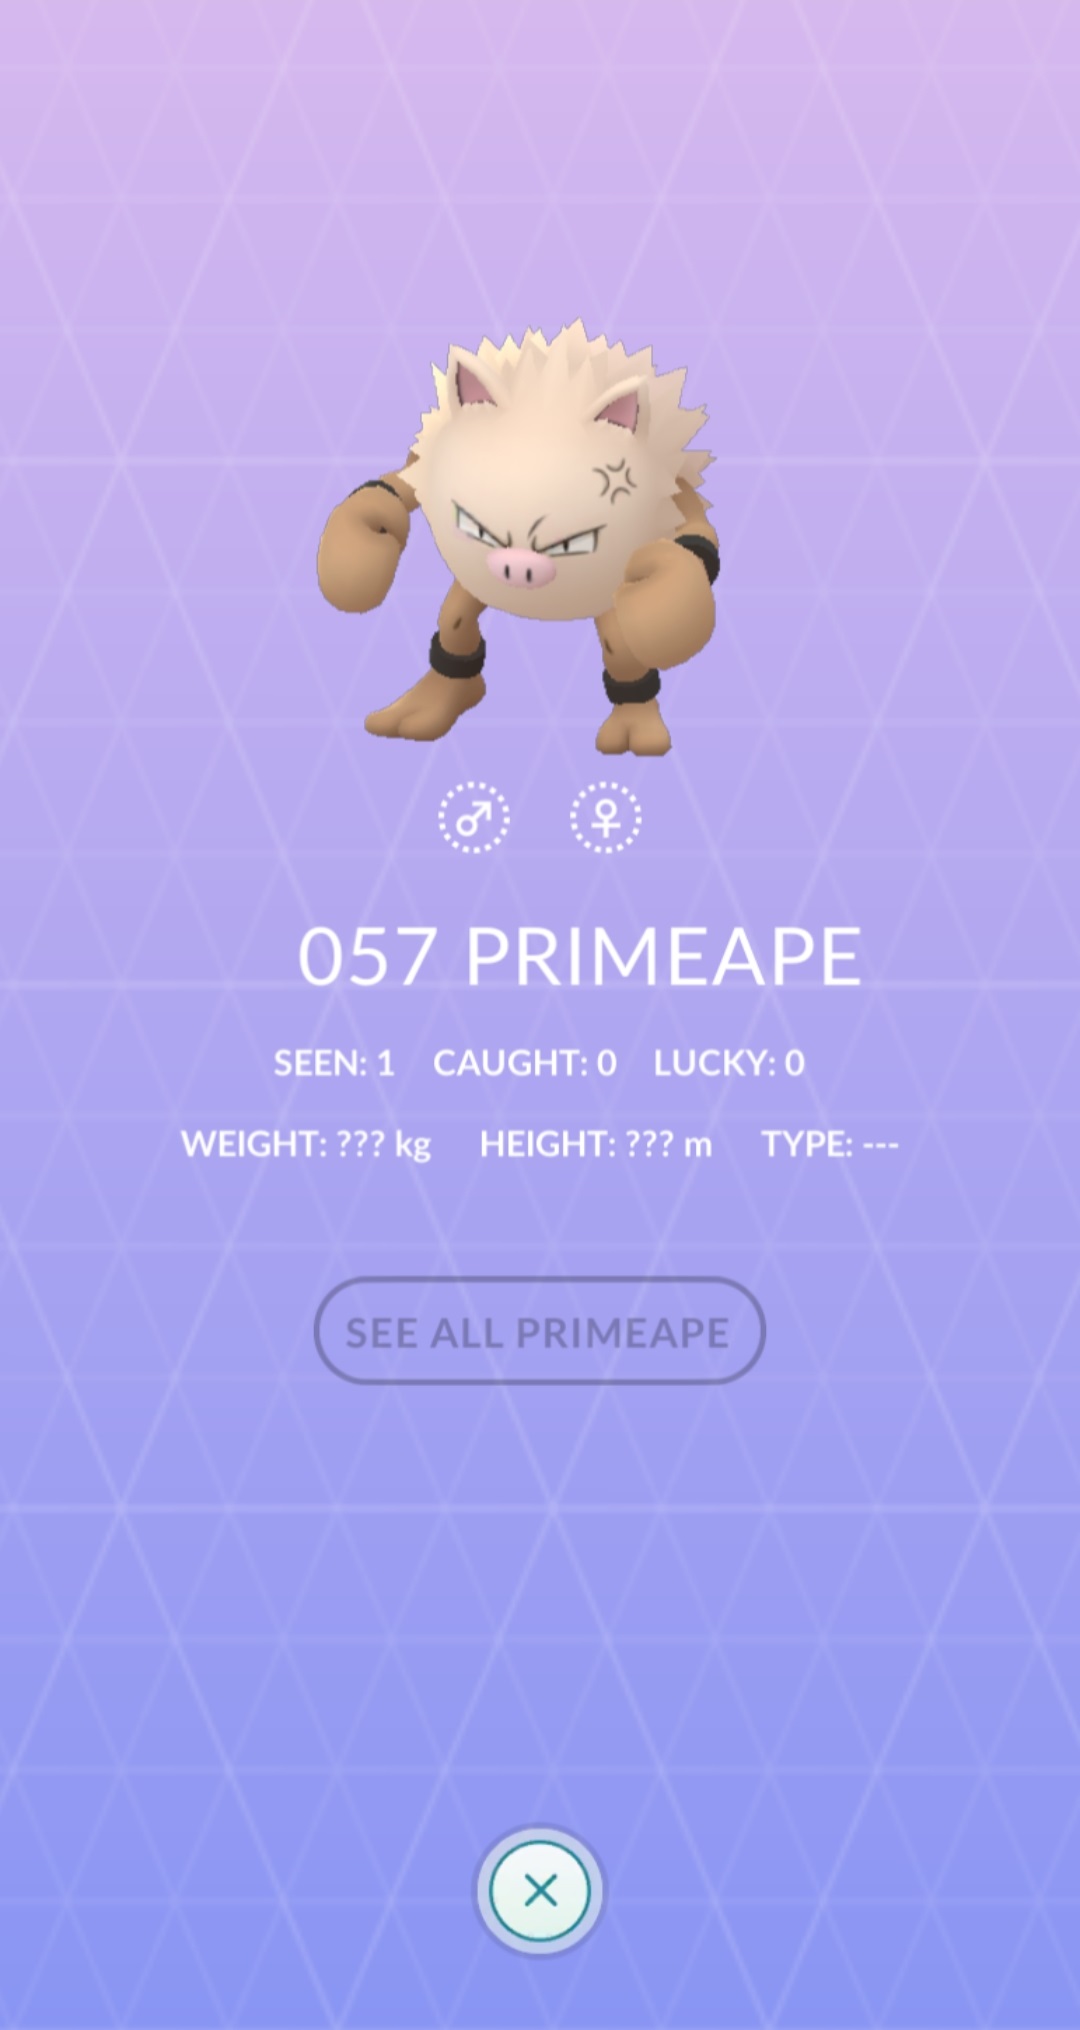 057 PRIMEAPE
SEEN: 1 CAUGHT: 0 LUCKY: 0
WEIGHT: ??? kg HEIGHT: ??? m TYPE: ---
SEE ALL PRIMEAPE